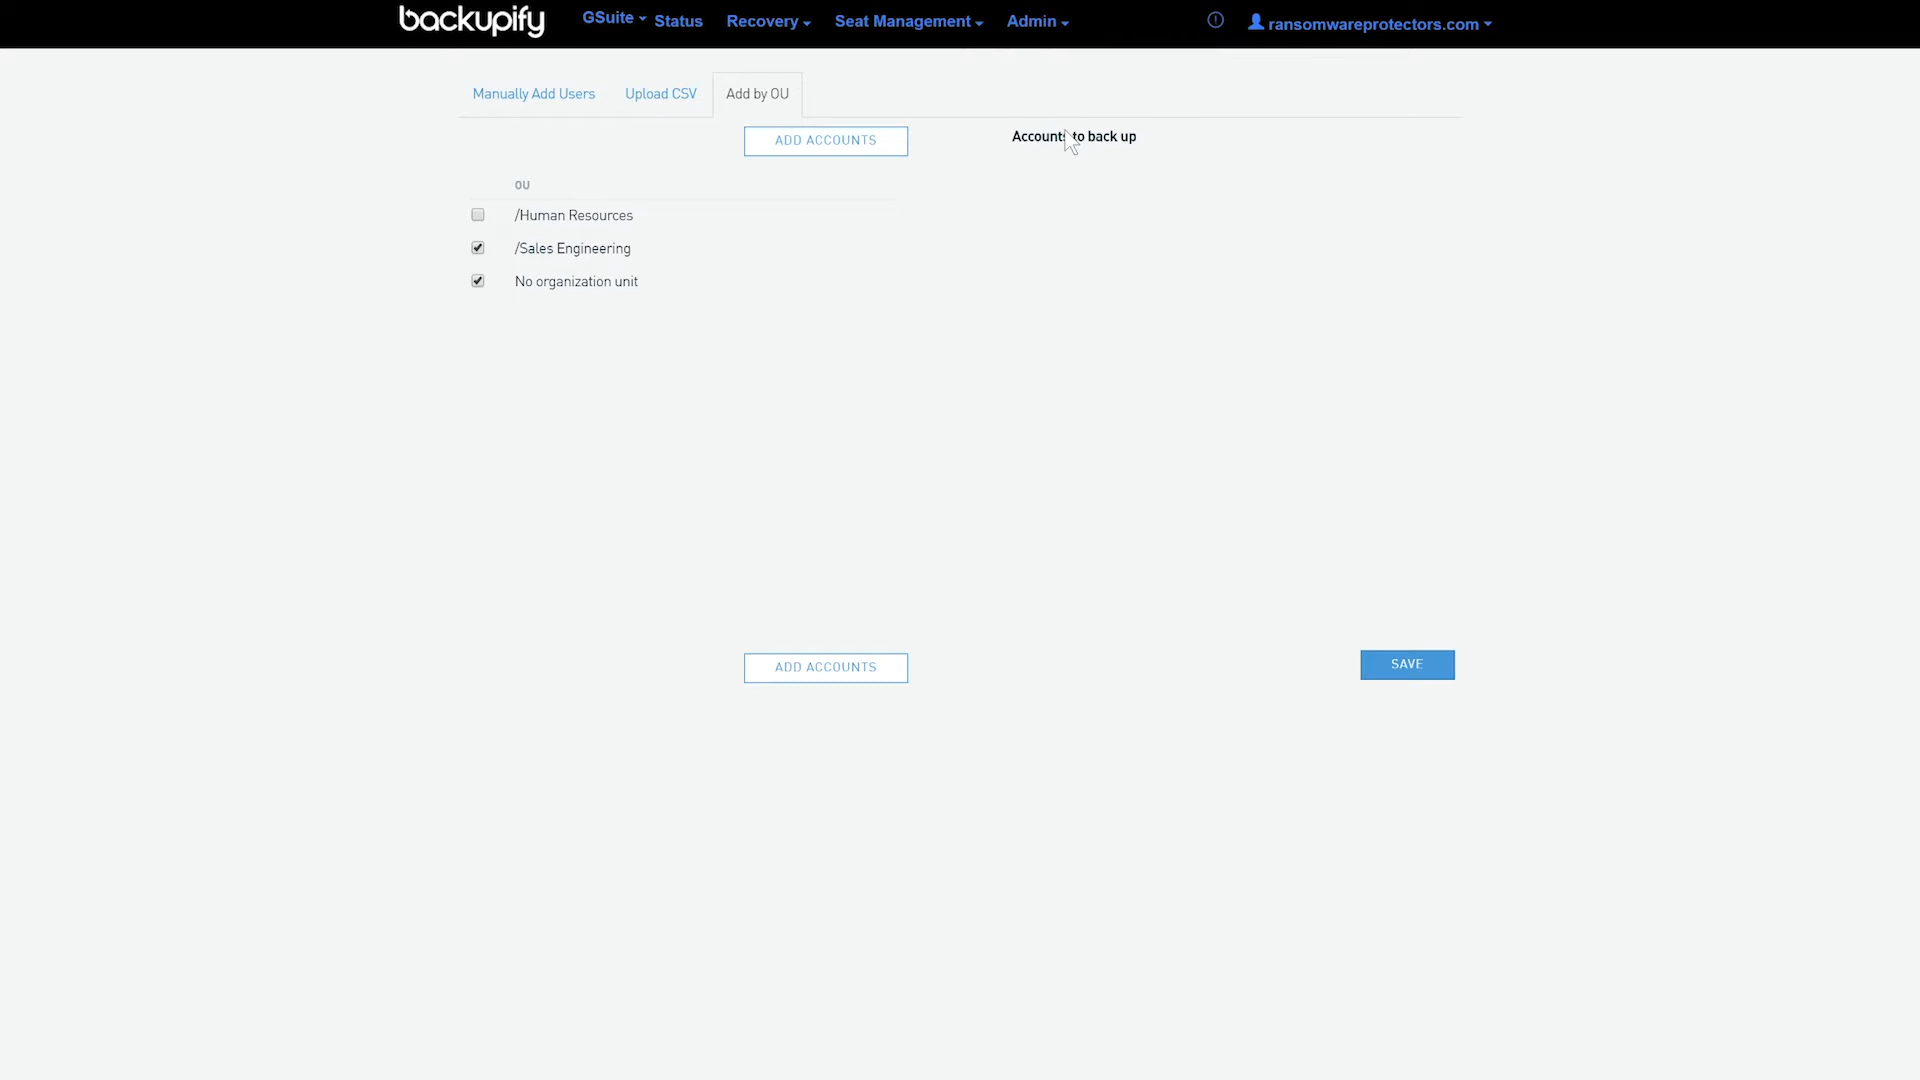 backupify GSuite Status Recovery Seat Management Admin ransomwareprotectors.com
Manually Add Users Upload CSV Add by OU
ADD ACCOUNTS Accounts to back up
OU
/Human Resources
/Sales Engineering
No organization unit
ADD ACCOUNTS SAVE